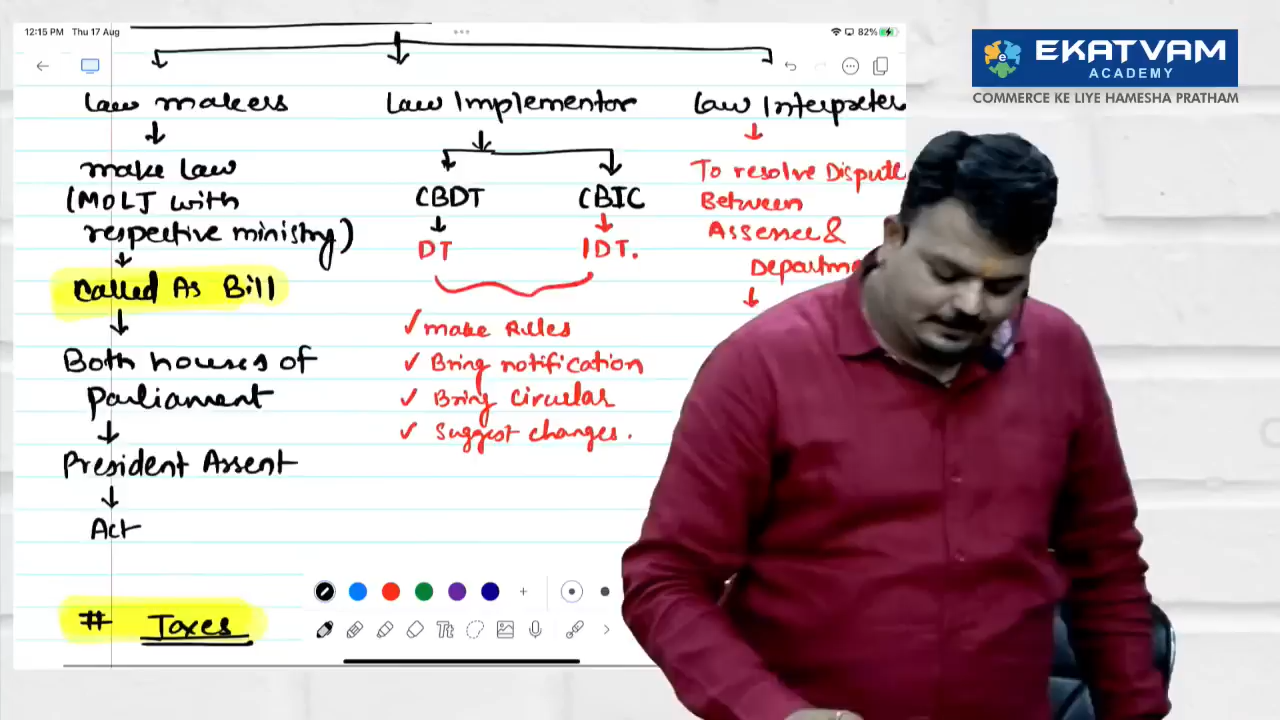 12:15 PM Thu 17 Aug
82%
EKATVAM
ACADEMY
COMMERCE KE LIYE HAMESHA PRATHAM
Law makers
make Law
(MOLJ with
respective ministry)
Called As Bill
Both houses of
Parliament
President Assent
Act
# Taxes
Law Implementor
CBDT CBIC
DT IDT.
✓ make Rules
✓ Bring notification
✓ Bring Circular
✓ Suggest changes.
Law Interpreter
To resolve Dispute
Between
Assessee &
Tt